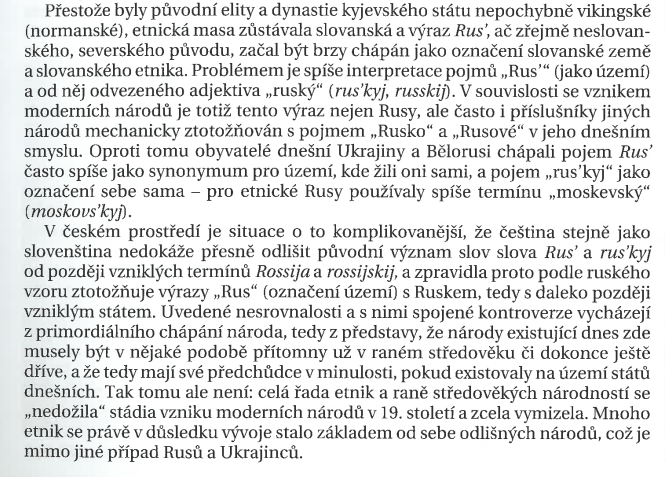 Přestože byly původní elity a dynastie kyjevského státu nepochybně vikingské
(normanské), etnická masa zůstávala slovanská a výraz Rus’, ač zřejmě neslovan-
ského, severského původu, začal být brzy chápán jako označení slovanské země
a slovanského etnika. Problémem je spíše interpretace pojmů „Rus’“ (jako území)
a od něj odvezeného adjektiva „ruský“ (rus’kyj, russkij). V souvislosti se vznikem
moderních národů je totiž tento výraz nejen Rusy, ale často i příslušníky jiných
národů mechanicky ztotožňován s pojmem „Rusko“ a „Rusové“ v jeho dnešním
smyslu. Oproti tomu obyvatelé dnešní Ukrajiny a Bělorusi chápali pojem Rus’
často spíše jako synonymum pro území, kde žili oni sami, a pojem „rus’kyj“ jako
označení sebe sama – pro etnické Rusy používaly spíše termínu „moskevský“
(moskovs’kyj).
V českém prostředí je situace o to komplikovanější, že čeština stejně jako
slovenština nedokáže přesně odlišit původní význam slov slova Rus’ a rus’kyj
od později vzniklých termínů Rossija a rossijskij, a zpravidla proto podle ruského
vzoru ztotožňuje výrazy „Rus“ (označení území) s Ruskem, tedy s daleko později
vzniklým státem. Uvedené nesrovnalosti a s nimi spojené kontroverze vycházejí
z primordiálního chápání národa, tedy z představy, že národy existující dnes zde
musely být v nějaké podobě přítomny už v raném středověku či dokonce ještě
dříve, a že tedy mají své předchůdce v minulosti, pokud existovaly na území států
dnešních. Tak tomu ale není: celá řada etnik a raně středověkých národností se
„nedožila“ stádia vzniku moderních národů v 19. století a zcela vymizela. Mnoho
etnik se právě v důsledku vývoje stalo základem od sebe odlišných národů, což je
mimo jiné případ Rusů a Ukrajinců.